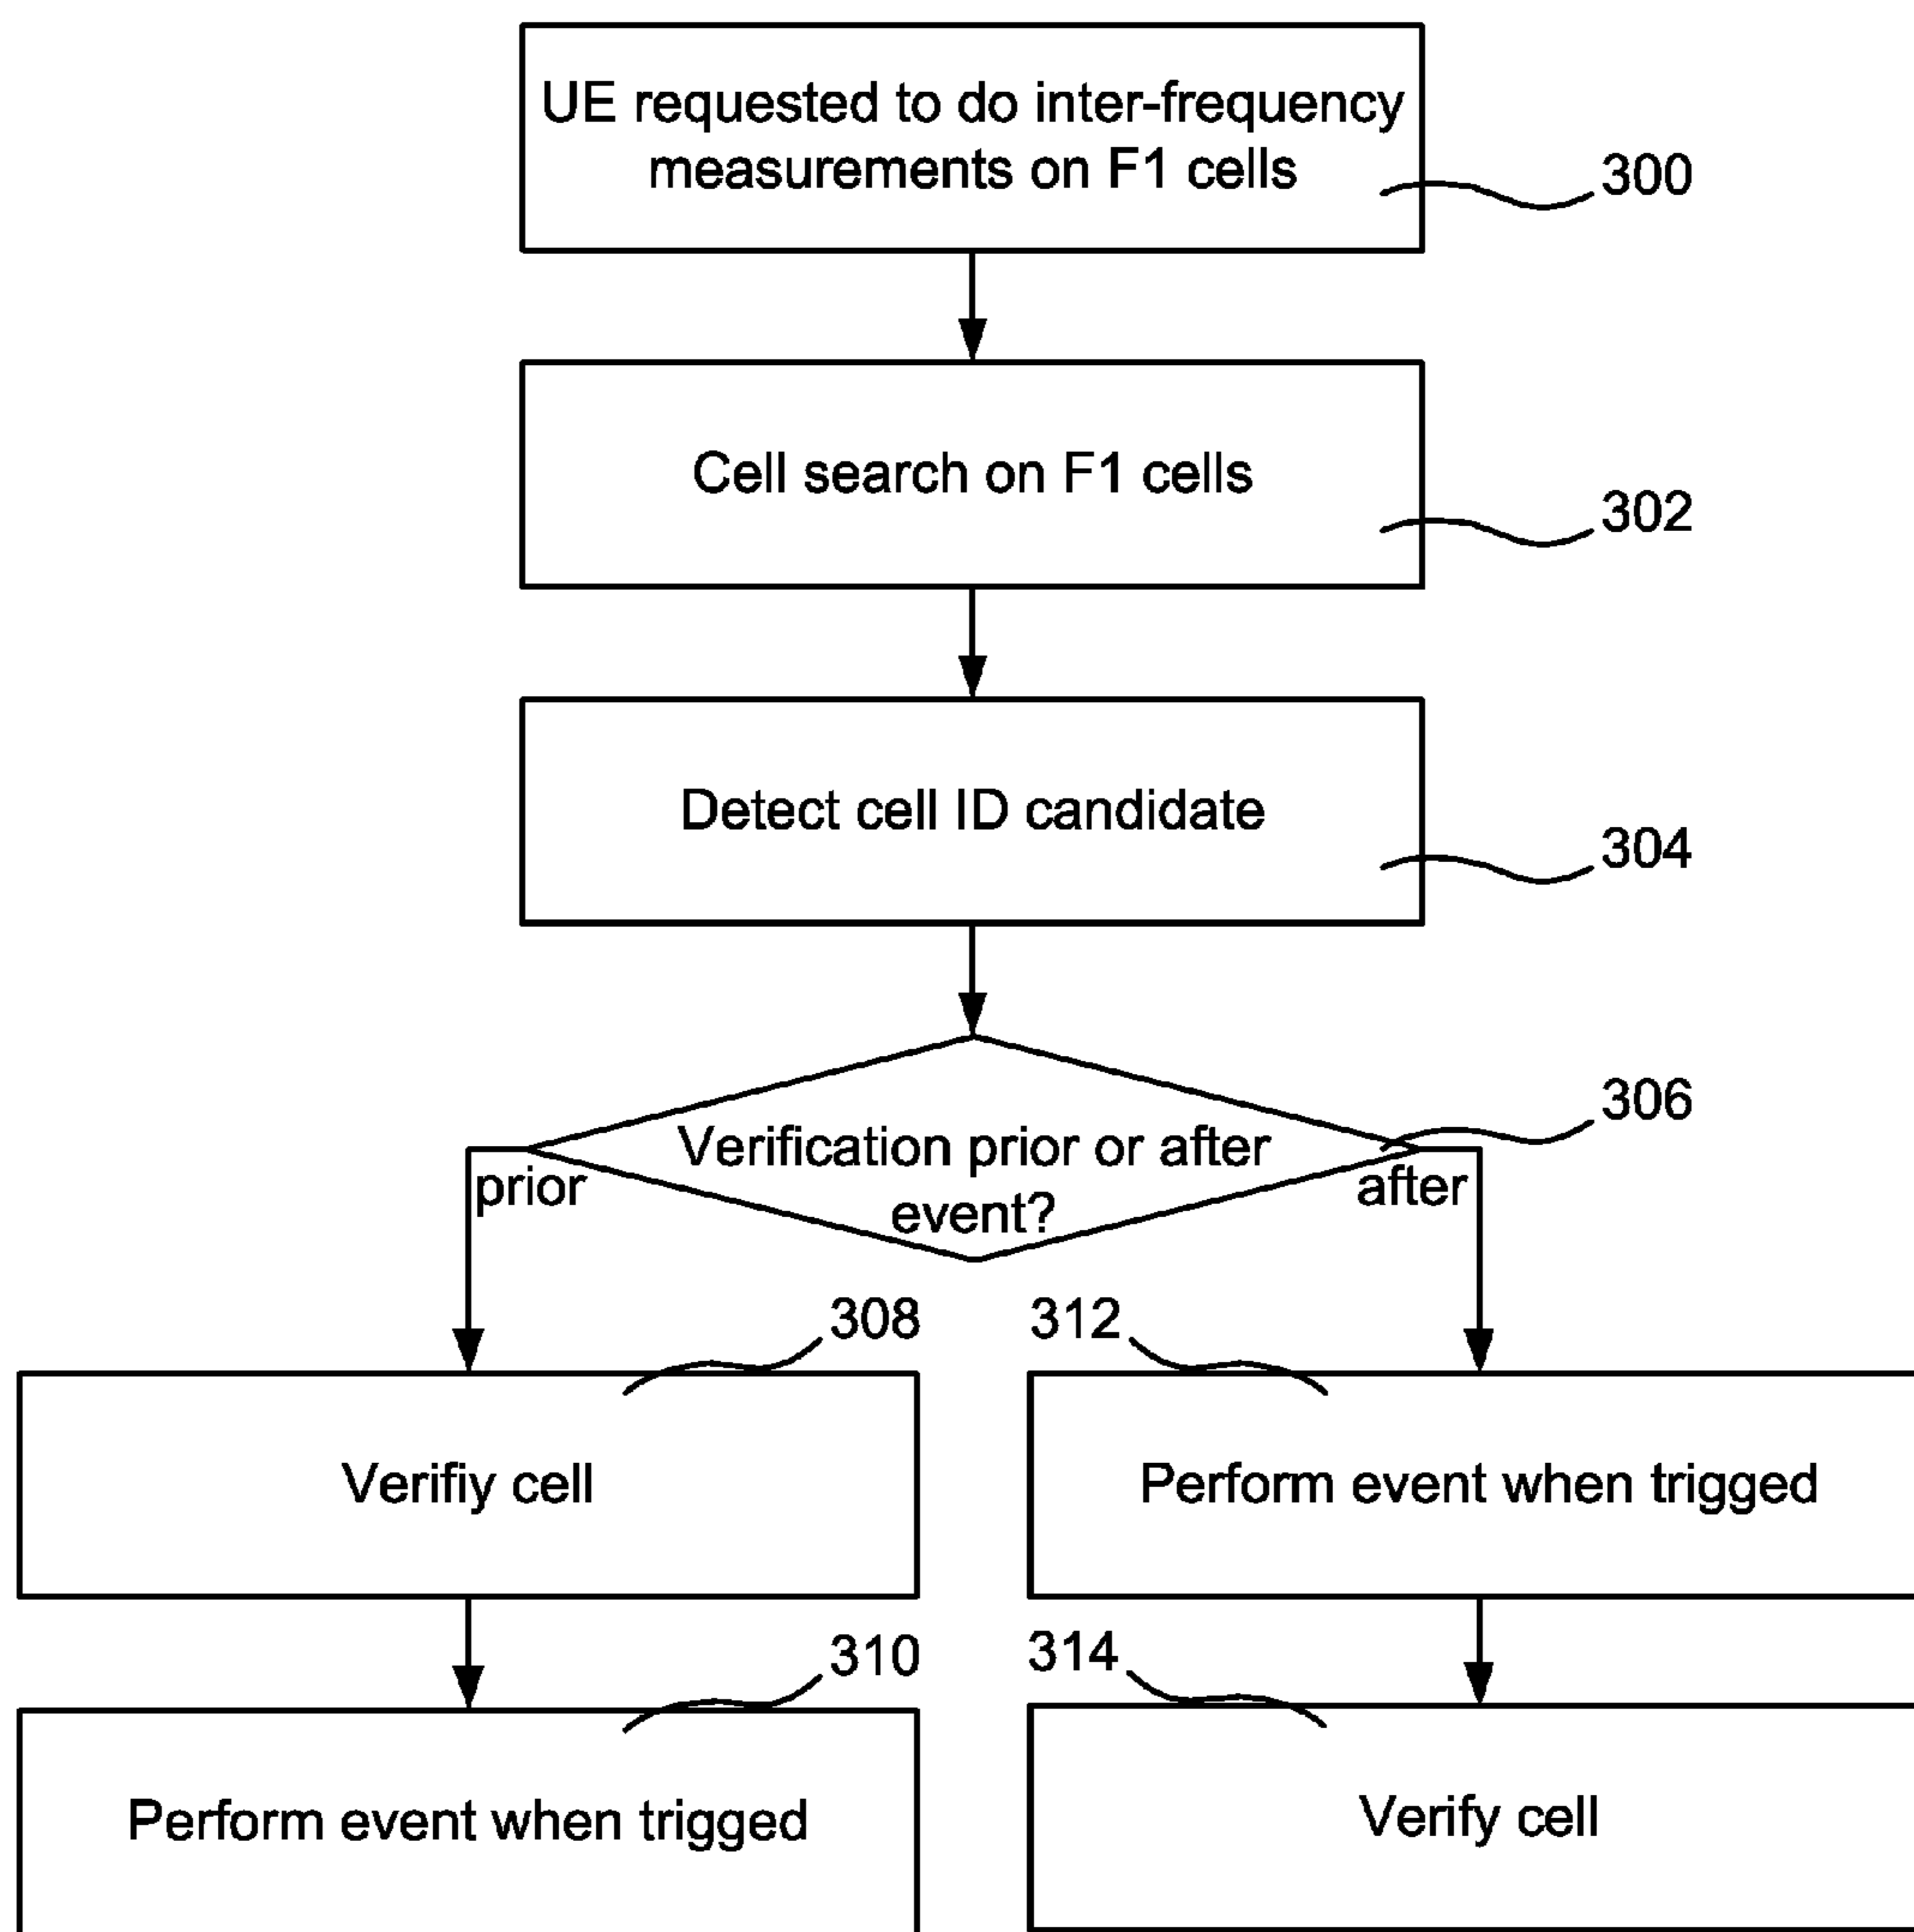 UE requested to do inter-frequency
measurements on F1 cells
300
Cell search on F1 cells
302
Detect cell ID candidate
304
306
Verification prior or after
event?
prior
after
308
312
Verifiy cell
Perform event when trigged
310
314
Perform event when trigged
Verify cell